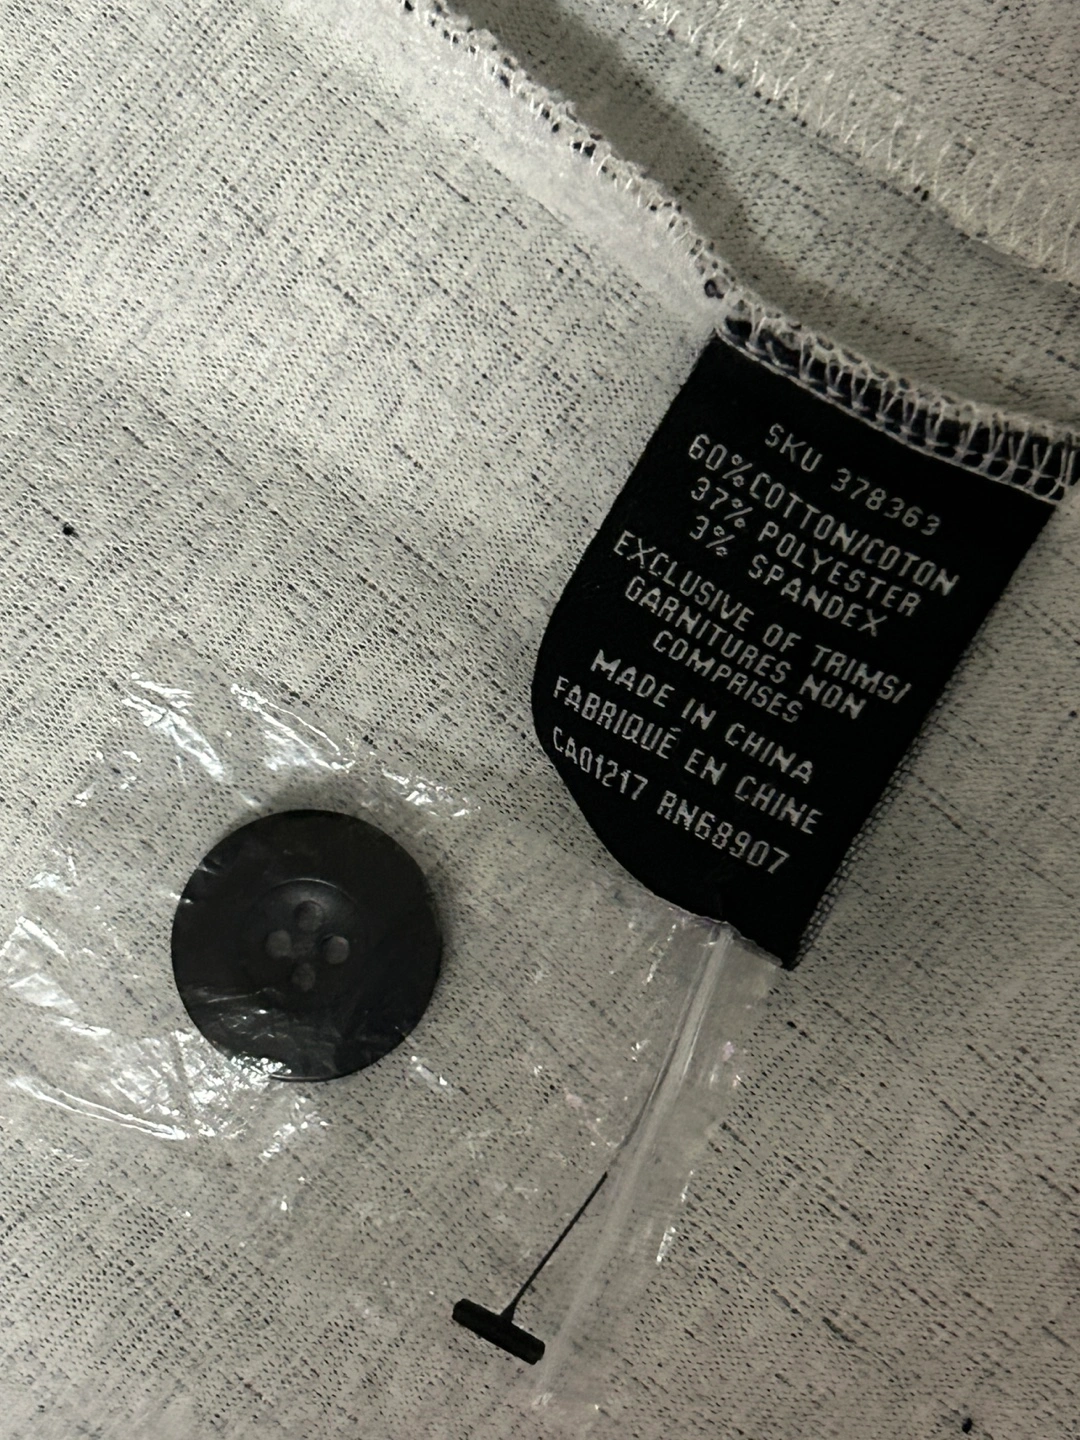 SKU 378363
60%COTTON/COTON
37% POLYESTER
3% SPANDEX
EXCLUSIVE OF TRIMS/
GARNITURES NON
COMPRISES
MADE IN CHINA
FABRIQUÉ EN CHINE
CA01217 RN68907